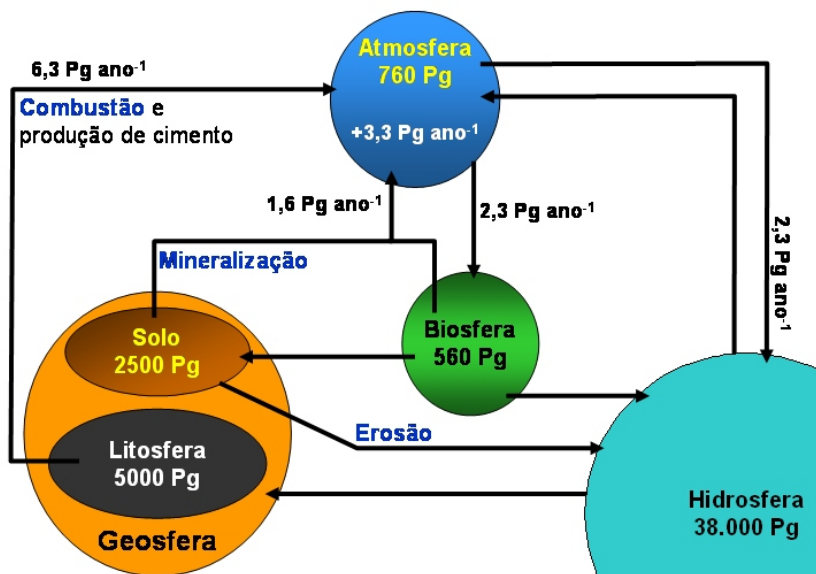 6,3 Pg ano-1
Combustão e
produção de cimento
Atmosfera
760 Pg
+3,3 Pg ano-1
1,6 Pg ano-1
2,3 Pg ano-1
2,3 Pg ano-1
Mineralização
Solo
2500 Pg
Biosfera
560 Pg
Erosão
Litosfera
5000 Pg
Geosfera
Hidrosfera
38.000 Pg